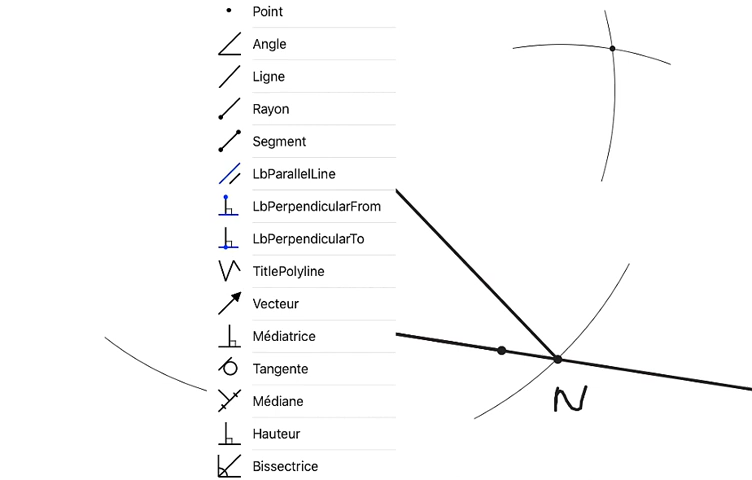 Point
Angle
Ligne
Rayon
Segment
LbParallelLine
LbPerpendicularFrom
LbPerpendicularTo
TitlePolyline
Vecteur
Médiatrice
Tangente
Médiane
Hauteur
Bissectrice
N